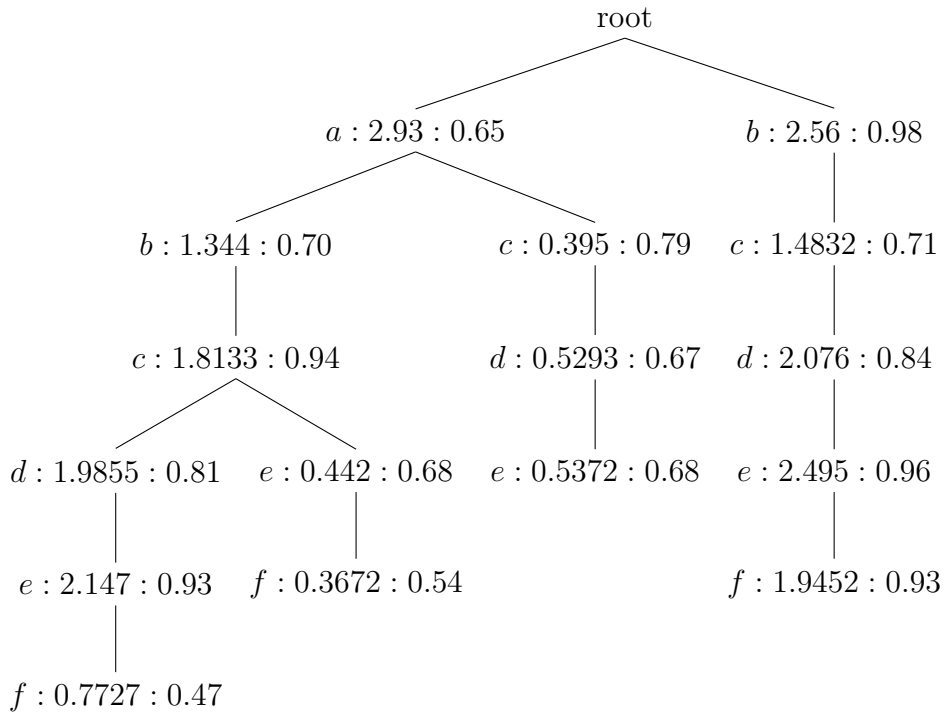 root
a : 2.93 : 0.65
b : 2.56 : 0.98
b : 1.344 : 0.70
c : 0.395 : 0.79
c : 1.4832 : 0.71
c : 1.8133 : 0.94
d : 0.5293 : 0.67
d : 2.076 : 0.84
d : 1.9855 : 0.81
e : 0.442 : 0.68
e : 0.5372 : 0.68
e : 2.495 : 0.96
e : 2.147 : 0.93
f : 0.3672 : 0.54
f : 1.9452 : 0.93
f : 0.7727 : 0.47